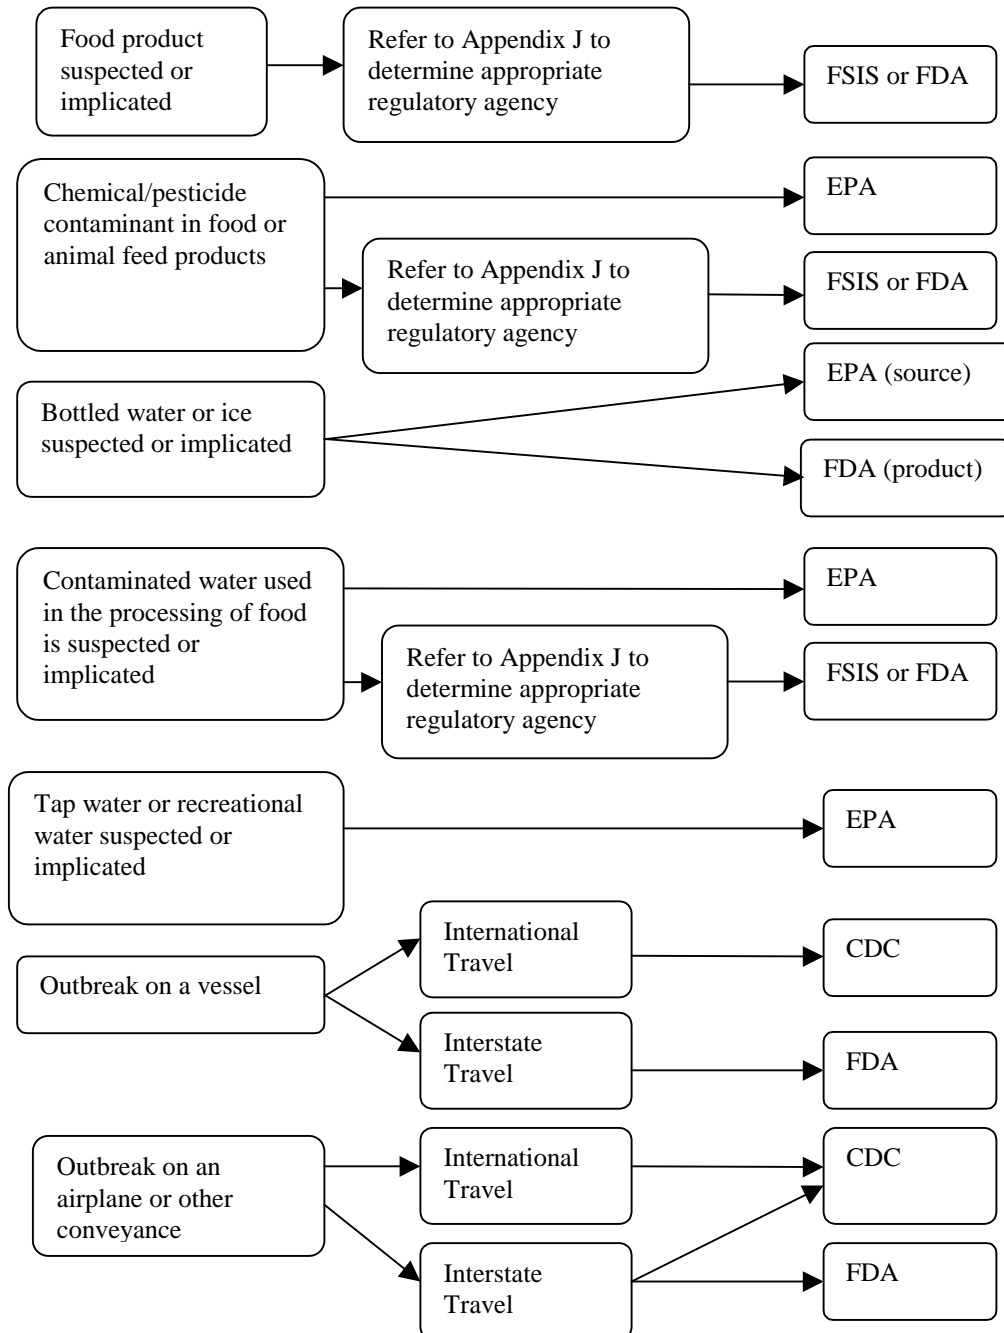 Food product
suspected or
implicated
Refer to Appendix J to
determine appropriate
regulatory agency
FSIS or FDA
Chemical/pesticide
contaminant in food or
animal feed products
EPA
Refer to Appendix J to
determine appropriate
regulatory agency
FSIS or FDA
Bottled water or ice
suspected or implicated
EPA (source)
FDA (product)
Contaminated water used
in the processing of food
is suspected or
implicated
EPA
Refer to Appendix J to
determine appropriate
regulatory agency
FSIS or FDA
Tap water or recreational
water suspected or
implicated
EPA
Outbreak on a vessel
International
Travel
CDC
Interstate
Travel
FDA
Outbreak on an
airplane or other
conveyance
International
Travel
CDC
Interstate
Travel
FDA